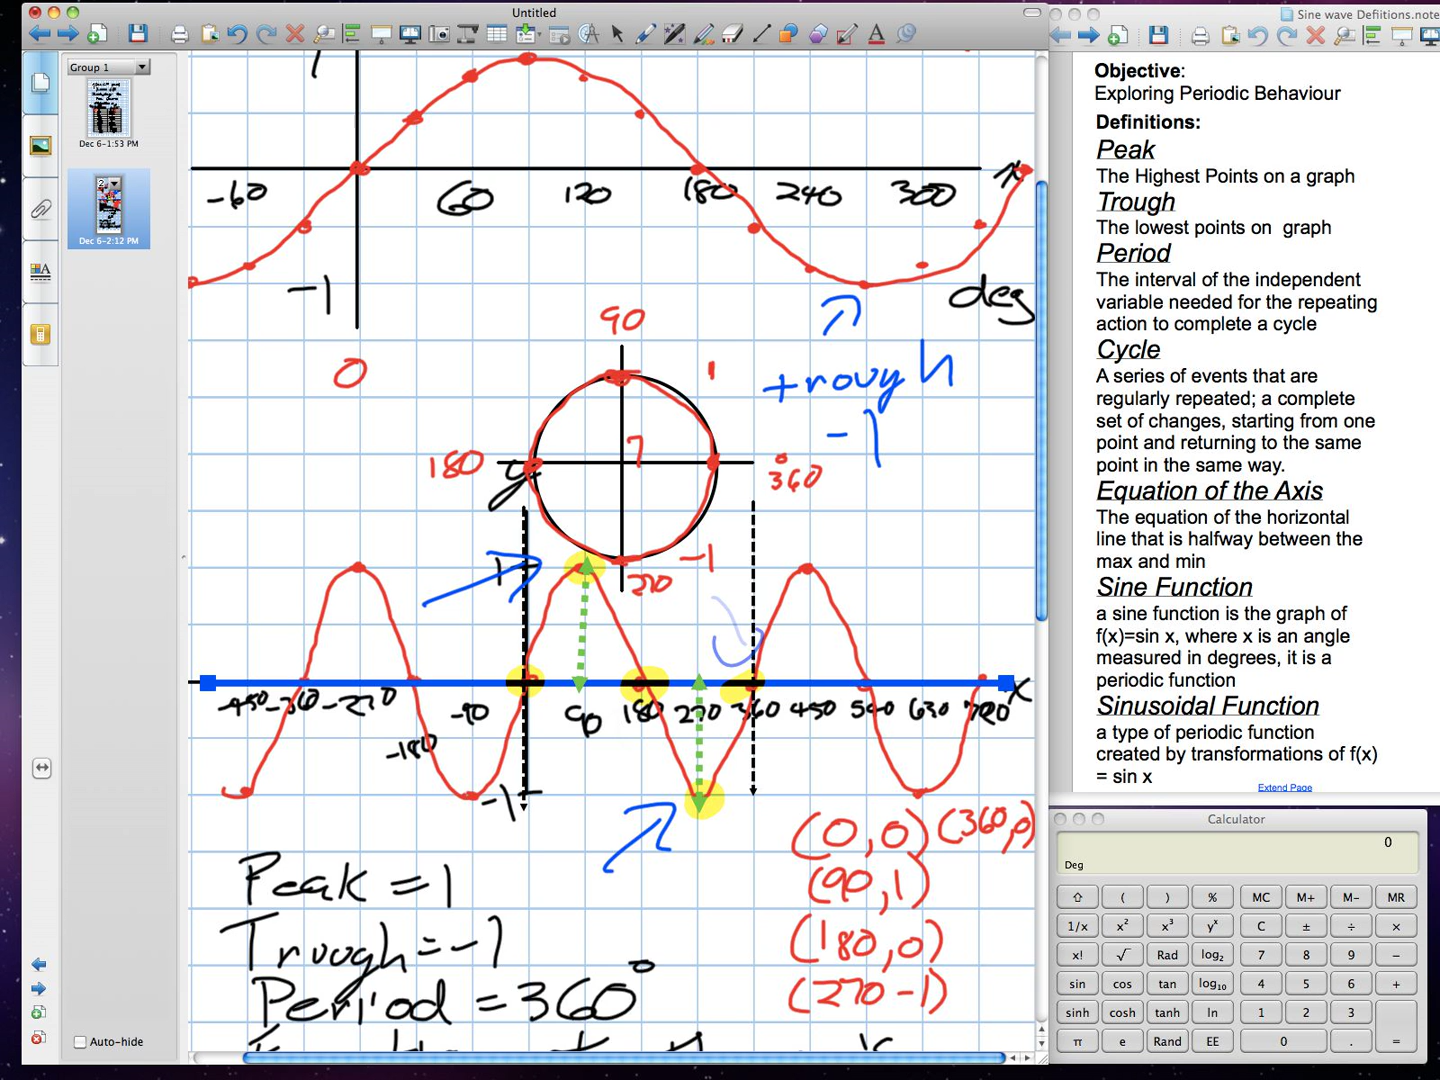 Untitled
Sine wave Defiitions.note
Group 1
Dec 6-1:53 PM
2
Dec 6-2:12 PM
Auto-hide
1
-60
60
120
180
240
300
x
-1
deg
90
0
1
trough
-1
180
1
360°
y
-1
270
1
-450
-360
-270
-180
-90
90
180
270
360
450
540
630
720
x
-1
(0,0)
(360,0)
(90,1)
(180,0)
(270 -1)
Peak = 1
Trough = -1
Period = 360°
Objective:
Exploring Periodic Behaviour
Definitions:
Peak
The Highest Points on a graph
Trough
The lowest points on graph
Period
The interval of the independent
variable needed for the repeating
action to complete a cycle
Cycle
A series of events that are
regularly repeated; a complete
set of changes, starting from one
point and returning to the same
point in the same way.
Equation of the Axis
The equation of the horizontal
line that is halfway between the
max and min
Sine Function
a sine function is the graph of
f(x)=sin x, where x is an angle
measured in degrees, it is a
periodic function
Sinusoidal Function
a type of periodic function
created by transformations of f(x)
= sin x
Extend Page
Calculator
0
Deg
⇧ ( ) % MC M+ M- MR
1/x x² x³ yˣ C ± ÷ ×
x! √ Rad log₂ 7 8 9 −
sin cos tan log₁₀ 4 5 6 +
sinh cosh tanh ln 1 2 3
π e Rand EE 0 . =